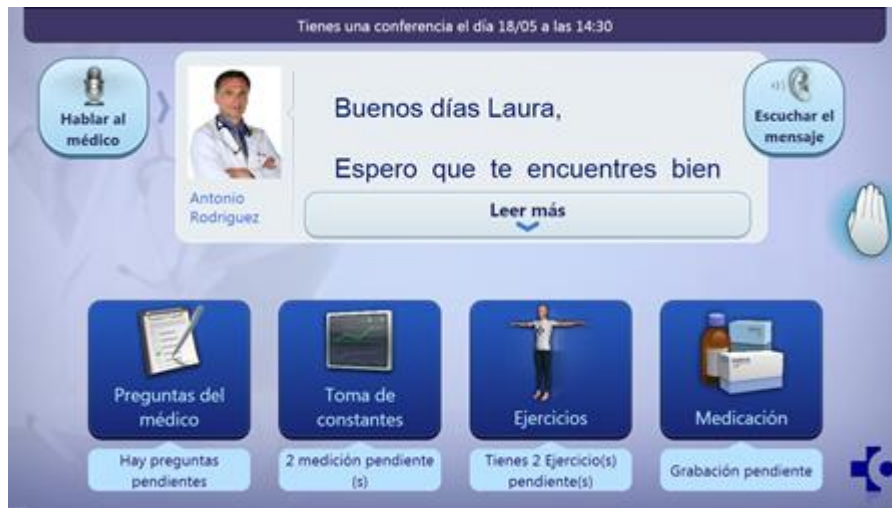 Tienes una conferencia el día 18/05 a las 14:30
Hablar al
médico
Antonio
Rodriguez
Buenos días Laura,
Espero que te encuentres bien
Leer más
Escuchar el
mensaje
Preguntas del
médico
Toma de
constantes
Ejercicios
Medicación
Hay preguntas
pendientes
2 medición pendiente
(s)
Tienes 2 Ejercicio(s)
pendiente(s)
Grabación pendiente